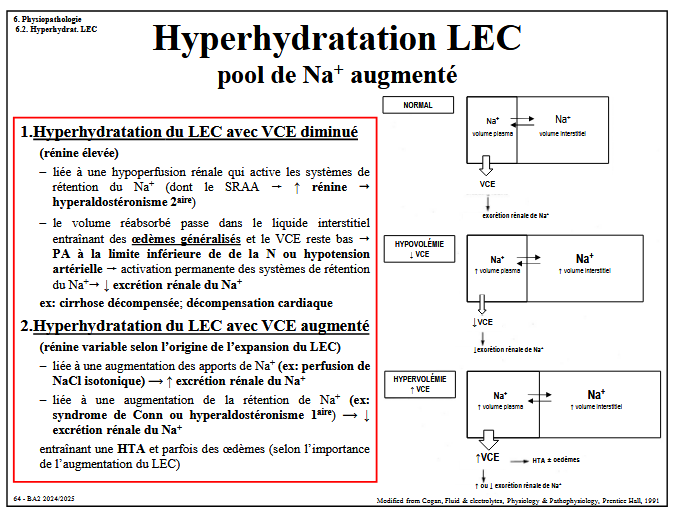 6. Physiopathologie
6.2. Hyperhydrat. LEC
Hyperhydratation LEC
pool de Na⁺ augmenté
1.Hyperhydratation du LEC avec VCE diminué
(rénine élevée)
– liée à une hypoperfusion rénale qui active les systèmes de
rétention du Na⁺ (dont le SRAA → ↑ rénine →
hyperaldostéronisme 2aire)
– le volume réabsorbé passe dans le liquide interstitiel
entraînant des œdèmes généralisés et le VCE reste bas →
PA à la limite inférieure de de la N ou hypotension
artérielle → activation permanente des systèmes de rétention
du Na⁺→ ↓ excrétion rénale du Na⁺
ex: cirrhose décompensée; décompensation cardiaque
2.Hyperhydratation du LEC avec VCE augmenté
(rénine variable selon l'origine de l'expansion du LEC)
– liée à une augmentation des apports de Na⁺ (ex: perfusion de
NaCl isotonique) ⟶ ↑ excrétion rénale du Na⁺
– liée à une augmentation de la rétention de Na⁺ (ex:
syndrome de Conn ou hyperaldostéronisme 1aire) ⟶ ↓
excrétion rénale du Na⁺
entraînant une HTA et parfois des œdèmes (selon l'importance
de l'augmentation du LEC)
NORMAL
Na⁺
volume plasma
Na⁺
volume interstitiel
VCE
excrétion rénale de Na⁺
HYPOVOLÉMIE
↓ VCE
Na⁺
↑ volume plasma
Na⁺
↑ volume interstitiel
↓VCE
↓excrétion rénale de Na⁺
HYPERVOLÉMIE
↑ VCE
Na⁺
↑ volume plasma
Na⁺
↑ volume interstitiel
↑VCE
HTA ± oedèmes
↑ ou ↓ excrétion rénale de Na⁺
64 - BA2 2024/2025
Modified from Cogan, Fluid & electrolytes, Physiology & Pathophysiology, Prentice Hall, 1991